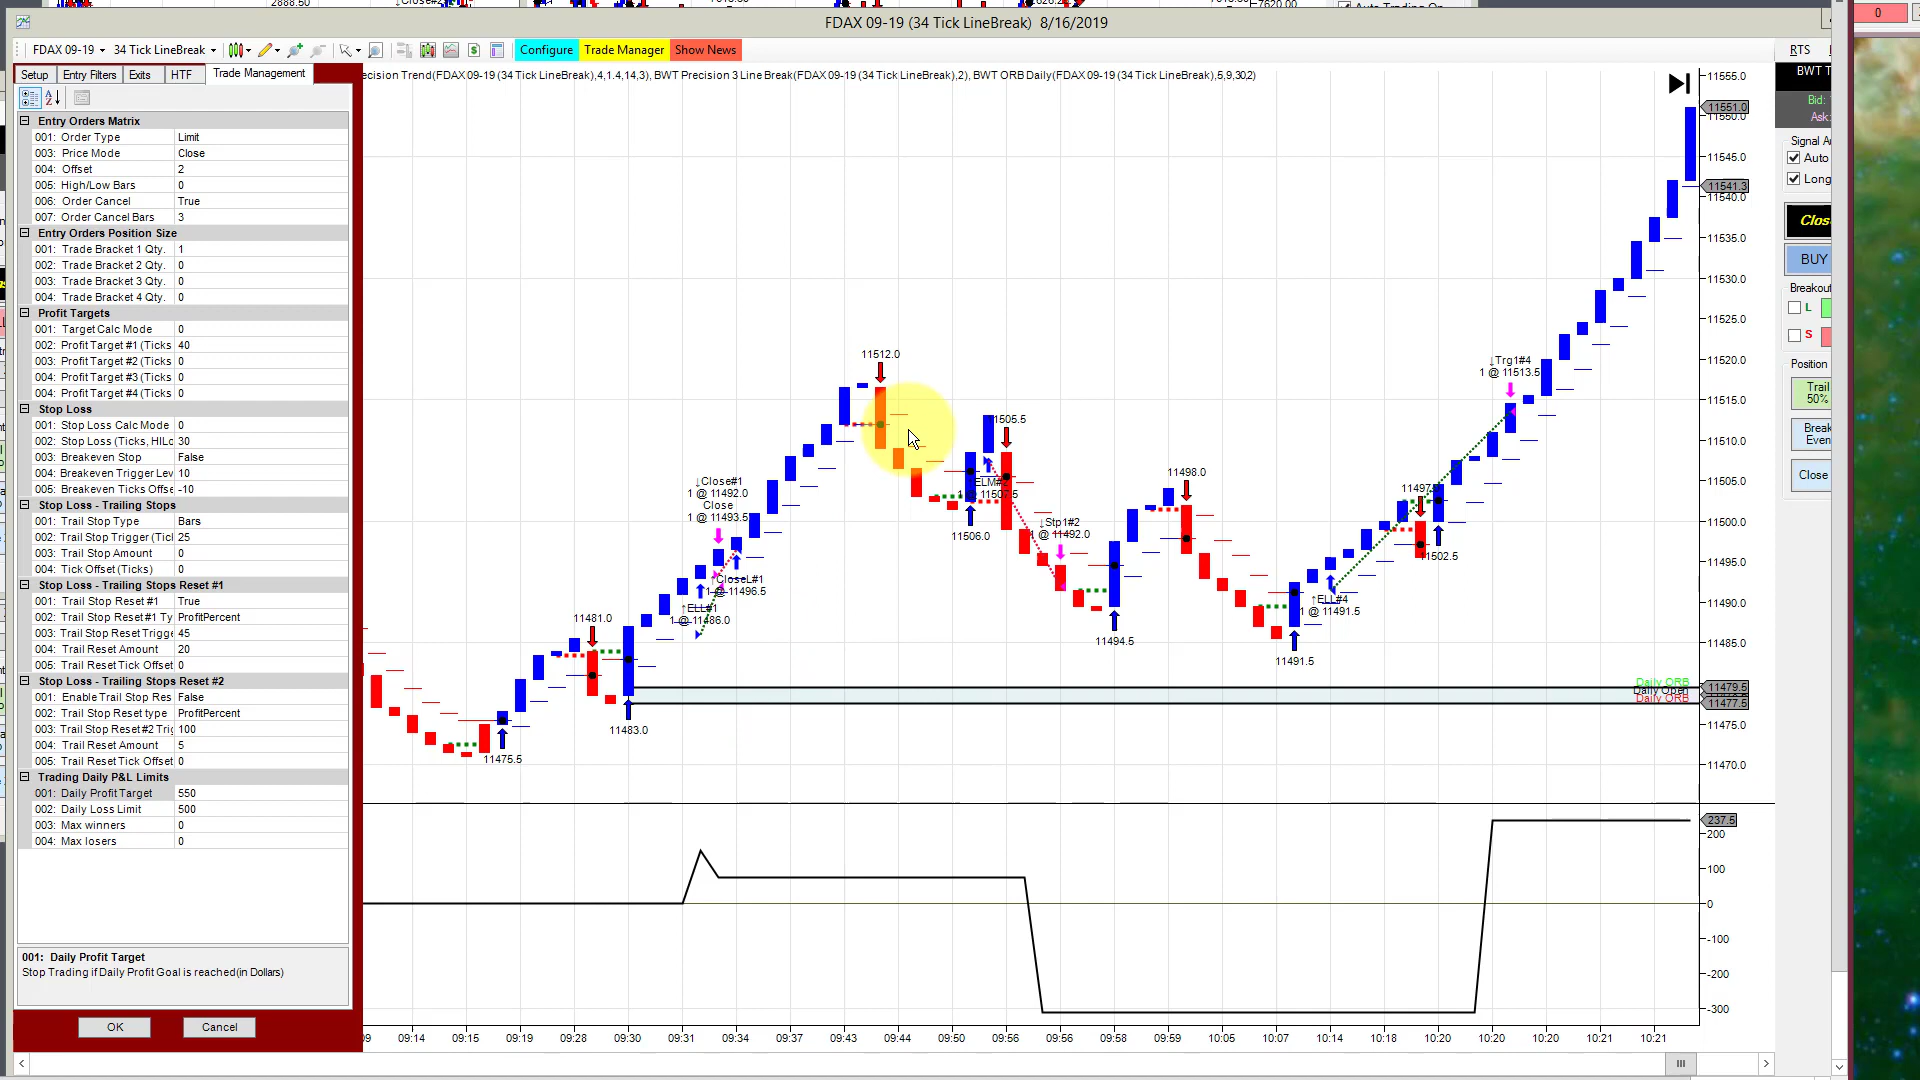 2888.50
7620.00
Auto Trading On
0
FDAX 09-19 (34 Tick LineBreak) 8/16/2019
FDAX 09-19
34 Tick LineBreak
Configure
Trade Manager
Show News
RTS
Setup
Entry Filters
Exits
HTF
Trade Management
ecision Trend(FDAX 09-19 (34 Tick LineBreak),4,1.4,14,3), BWT Precision 3 Line Break(FDAX 09-19 (34 Tick LineBreak),2), BWT ORB Daily(FDAX 09-19 (34 Tick LineBreak),5,9,30,2)
Entry Orders Matrix
001: Order Type Limit
003: Price Mode Close
004: Offset 2
005: High/Low Bars 0
006: Order Cancel True
007: Order Cancel Bars 3
Entry Orders Position Size
001: Trade Bracket 1 Qty. 1
002: Trade Bracket 2 Qty. 0
003: Trade Bracket 3 Qty. 0
004: Trade Bracket 4 Qty. 0
Profit Targets
001: Target Calc Mode 0
002: Profit Target #1 (Ticks 40
003: Profit Target #2 (Ticks 0
004: Profit Target #3 (Ticks 0
004: Profit Target #4 (Ticks 0
Stop Loss
001: Stop Loss Calc Mode 0
002: Stop Loss (Ticks, HILo 30
003: Breakeven Stop False
004: Breakeven Trigger Lev 10
005: Breakeven Ticks Offse -10
Stop Loss - Trailing Stops
001: Trail Stop Type Bars
002: Trail Stop Trigger (Tick 25
003: Trail Stop Amount 0
004: Tick Offset (Ticks) 0
Stop Loss - Trailing Stops Reset #1
001: Trail Stop Reset #1 True
002: Trail Stop Reset #1 Ty ProfitPercent
003: Trail Stop Reset Trigge 45
004: Trail Reset Amount 20
005: Trail Reset Tick Offset 0
Stop Loss - Trailing Stops Reset #2
001: Enable Trail Stop Res False
002: Trail Stop Reset type ProfitPercent
003: Trail Stop Reset #2 Trig 100
004: Trail Reset Amount 5
005: Trail Reset Tick Offset 0
Trading Daily P&L Limits
001: Daily Profit Target 550
002: Daily Loss Limit 500
003: Max winners 0
004: Max losers 0
001: Daily Profit Target
Stop Trading if Daily Profit Goal is reached(in Dollars)
OK
Cancel
11512.0
11505.5
↓Trg1#4
1 @ 11513.5
↓Close#1
1 @ 11492.0
Close
1 @ 11493.5
11498.0
11506.0
↓Stp1#2
1 @ 11492.0
11502.5
↑CloseL#1
1 @ 11496.5
↑ELL#1
1 @ 11486.0
11481.0
↑ELL#4
1 @ 11491.5
11494.5
11491.5
11483.0
11475.5
Daily ORB
Daily Open
Daily ORB
11555.0
11551.0
11550.0
11545.0
11541.3
11540.0
11535.0
11530.0
11525.0
11520.0
11515.0
11510.0
11505.0
11500.0
11495.0
11490.0
11485.0
11479.5
11477.5
11475.0
11470.0
237.5
200
100
0
-100
-200
-300
09:14
09:19
09:28
09:30
09:31
09:34
09:37
09:43
09:44
09:50
09:56
09:56
09:58
09:59
10:05
10:07
10:14
10:18
10:20
10:20
10:20
10:21
10:21
BWT T
Bid:
Ask:
Signal Au
Auto
Long
Clos
BUY
Breakou
L
S
Position
Trail
50%
Break
Even
Close